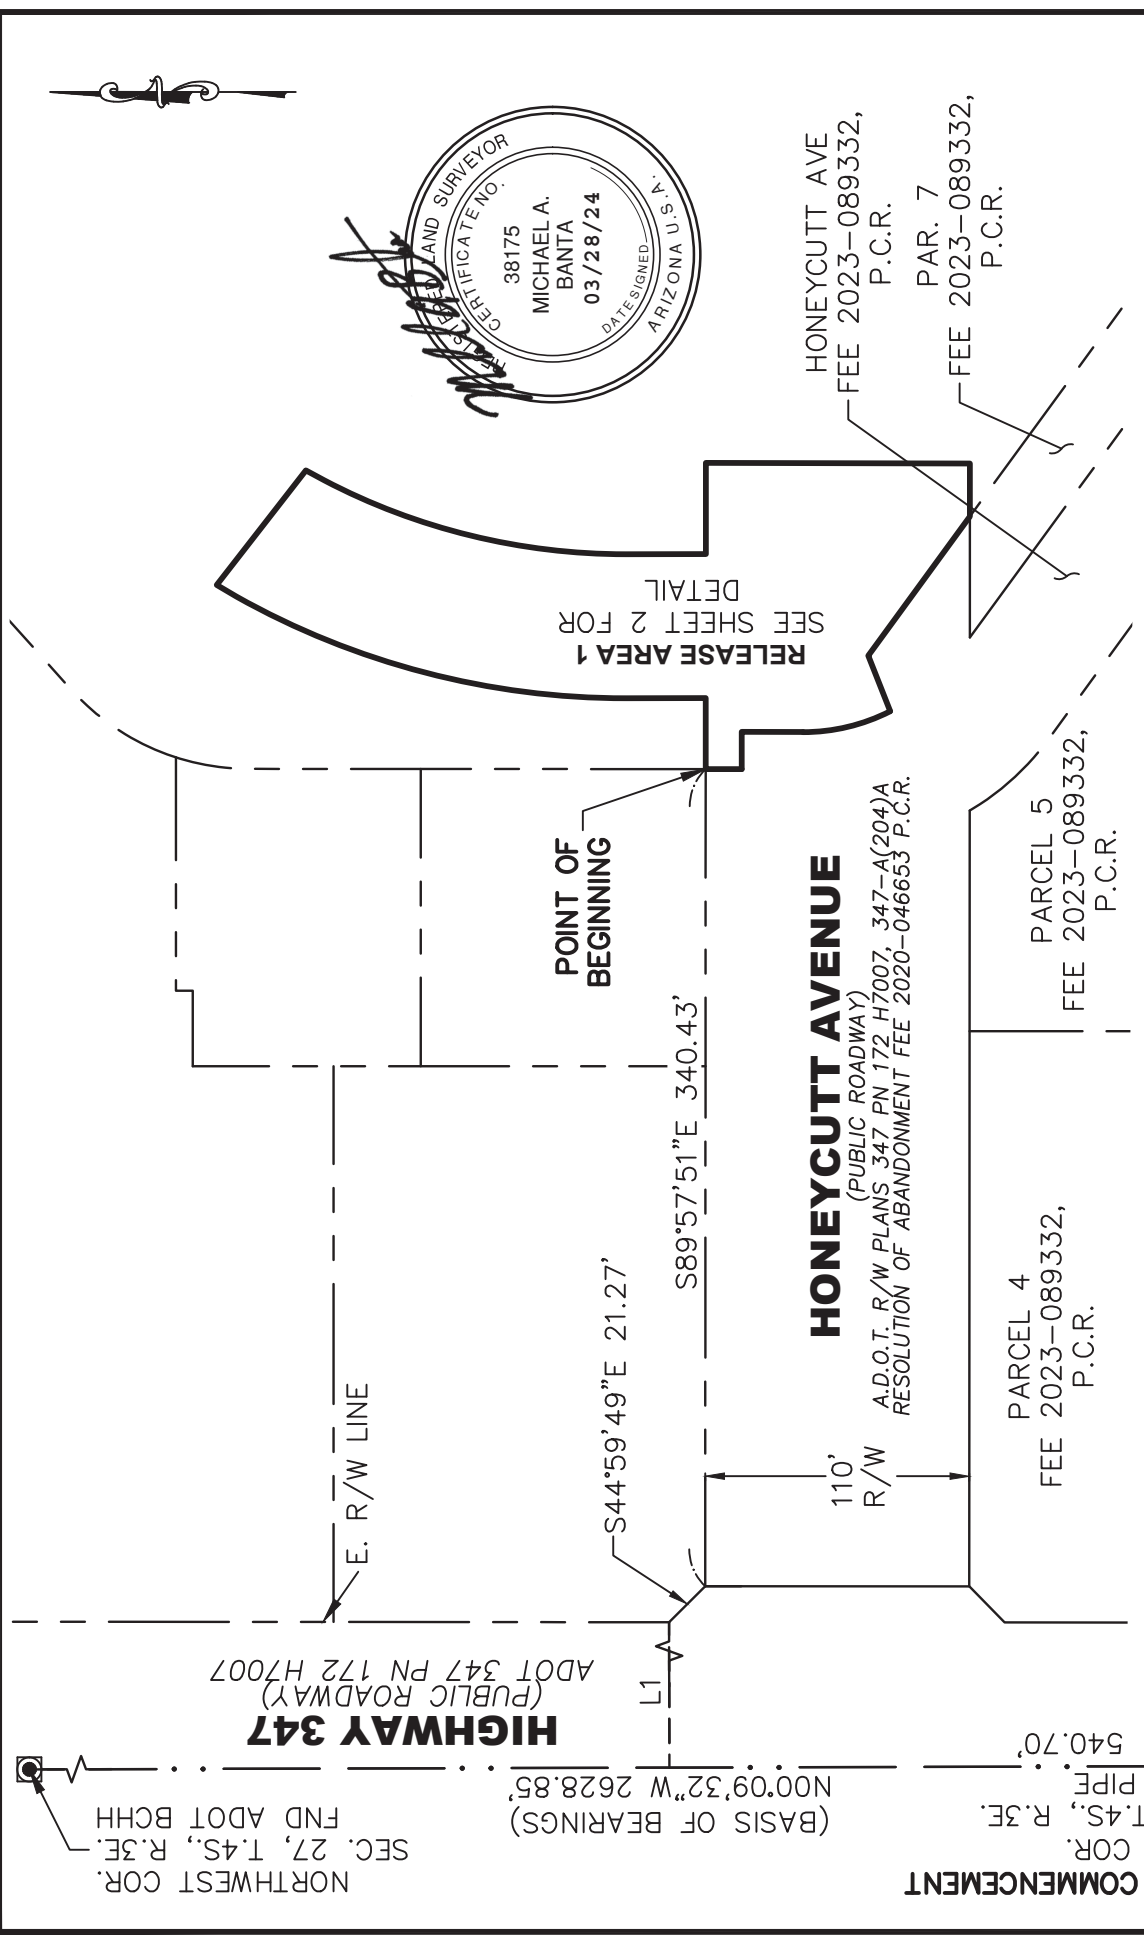 REGISTERED LAND SURVEYOR
CERTIFICATE NO.
38175
MICHAEL A.
BANTA
03/28/24
DATE SIGNED
ARIZONA U.S.A.
HONEYCUTT AVE
FEE 2023-089332,
P.C.R.
PAR. 7
FEE 2023-089332,
P.C.R.
RELEASE AREA 1
SEE SHEET 2 FOR
DETAIL
POINT OF
BEGINNING
S89°57'51"E 340.43'
S44°59'49"E 21.27'
HONEYCUTT AVENUE
(PUBLIC ROADWAY)
A.D.O.T. R/W PLANS 347 PN 172 H7007, 347-A(204)A
RESOLUTION OF ABANDONMENT FEE 2020-046653 P.C.R.
110'
R/W
PARCEL 5
FEE 2023-089332,
P.C.R.
PARCEL 4
FEE 2023-089332,
P.C.R.
E. R/W LINE
L1
HIGHWAY 347
(PUBLIC ROADWAY)
ADOT 347 PN 172 H7007
NORTHWEST COR.
SEC. 27, T.4S., R.3E.
FND ADOT BCHH
(BASIS OF BEARINGS)
N00°09'32"W 2628.85'
COMMENCEMENT
COR.
T.4S., R.3E.
PIPE
540.70'